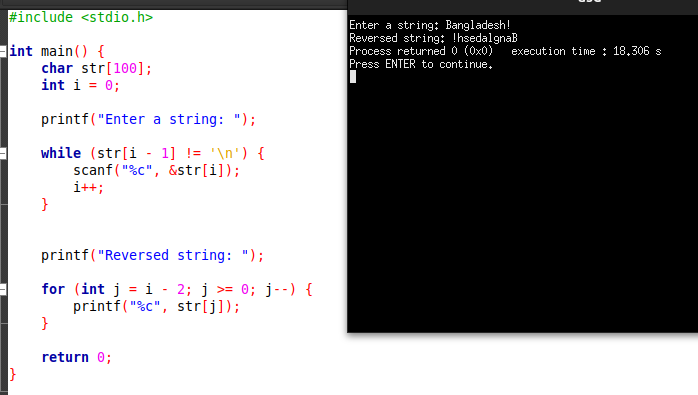 #include <stdio.h>
int main() {
char str[100];
int i = 0;
printf("Enter a string: ");
while (str[i - 1] != '\n') {
scanf("%c", &str[i]);
i++;
}
printf("Reversed string: ");
for (int j = i - 2; j >= 0; j--) {
printf("%c", str[j]);
}
return 0;
}
Enter a string: Bangladesh!
Reversed string: !hsedalgnaB
Process returned 0 (0x0)   execution time : 18.306 s
Press ENTER to continue.